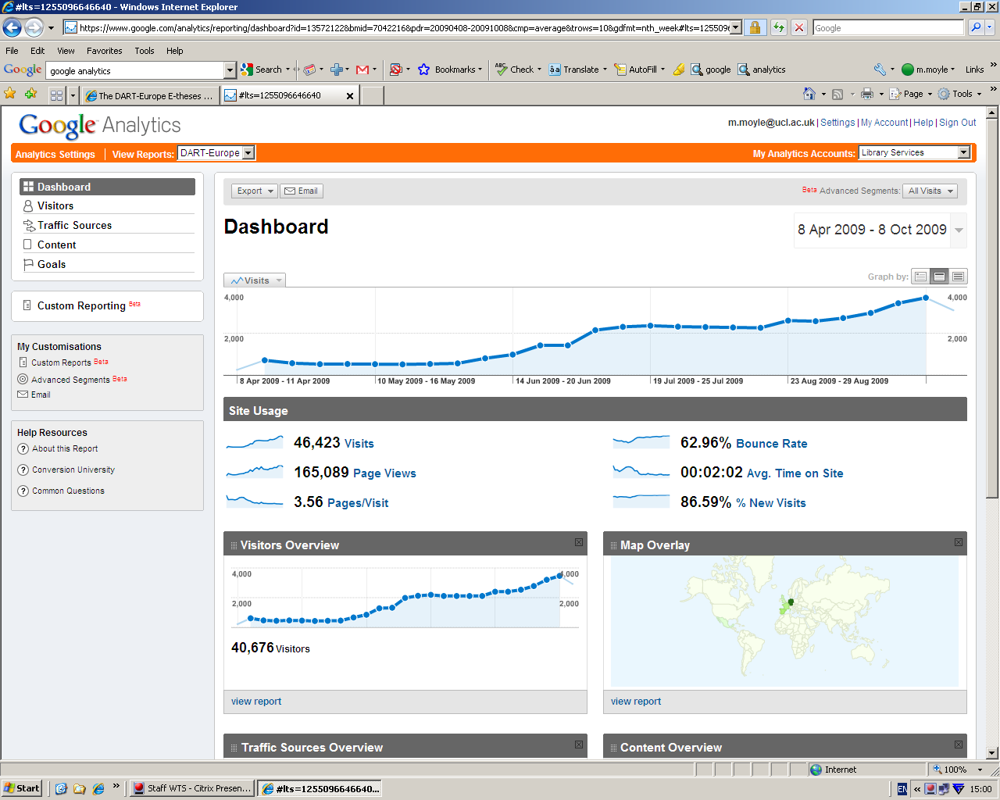 #lts=1255096646640 - Windows Internet Explorer
https://www.google.com/analytics/reporting/dashboard?id=13572122&bmid=7042216&pdr=20090408-20091008&cmp=average&trows=10&gdfmt=nth_week#lts=125509
Google
File Edit View Favorites Tools Help
Google google analytics Search Bookmarks Check Translate AutoFill google analytics m.moyle Links
The DART-Europe E-theses ... #lts=1255096646640 Page Tools
Google Analytics
m.moyle@ucl.ac.uk | Settings | My Account | Help | Sign Out
Analytics Settings View Reports: DART-Europe My Analytics Accounts: Library Services
Dashboard
Visitors
Traffic Sources
Content
Goals
Custom Reporting Beta
My Customisations
Custom Reports Beta
Advanced Segments Beta
Email
Help Resources
About this Report
Conversion University
Common Questions
Export Email Beta Advanced Segments: All Visits
Dashboard
8 Apr 2009 - 8 Oct 2009
Visits Graph by:
4,000 4,000
2,000 2,000
8 Apr 2009 - 11 Apr 2009 10 May 2009 - 16 May 2009 14 Jun 2009 - 20 Jun 2009 19 Jul 2009 - 25 Jul 2009 23 Aug 2009 - 29 Aug 2009
Site Usage
46,423 Visits 62.96% Bounce Rate
165,089 Page Views 00:02:02 Avg. Time on Site
3.56 Pages/Visit 86.59% % New Visits
Visitors Overview
4,000 4,000
2,000 2,000
40,676 Visitors
view report
Map Overlay
view report
Traffic Sources Overview
Content Overview
Internet 100%
Start Staff WTS - Citrix Presen... #lts=1255096646640... EN 15:00